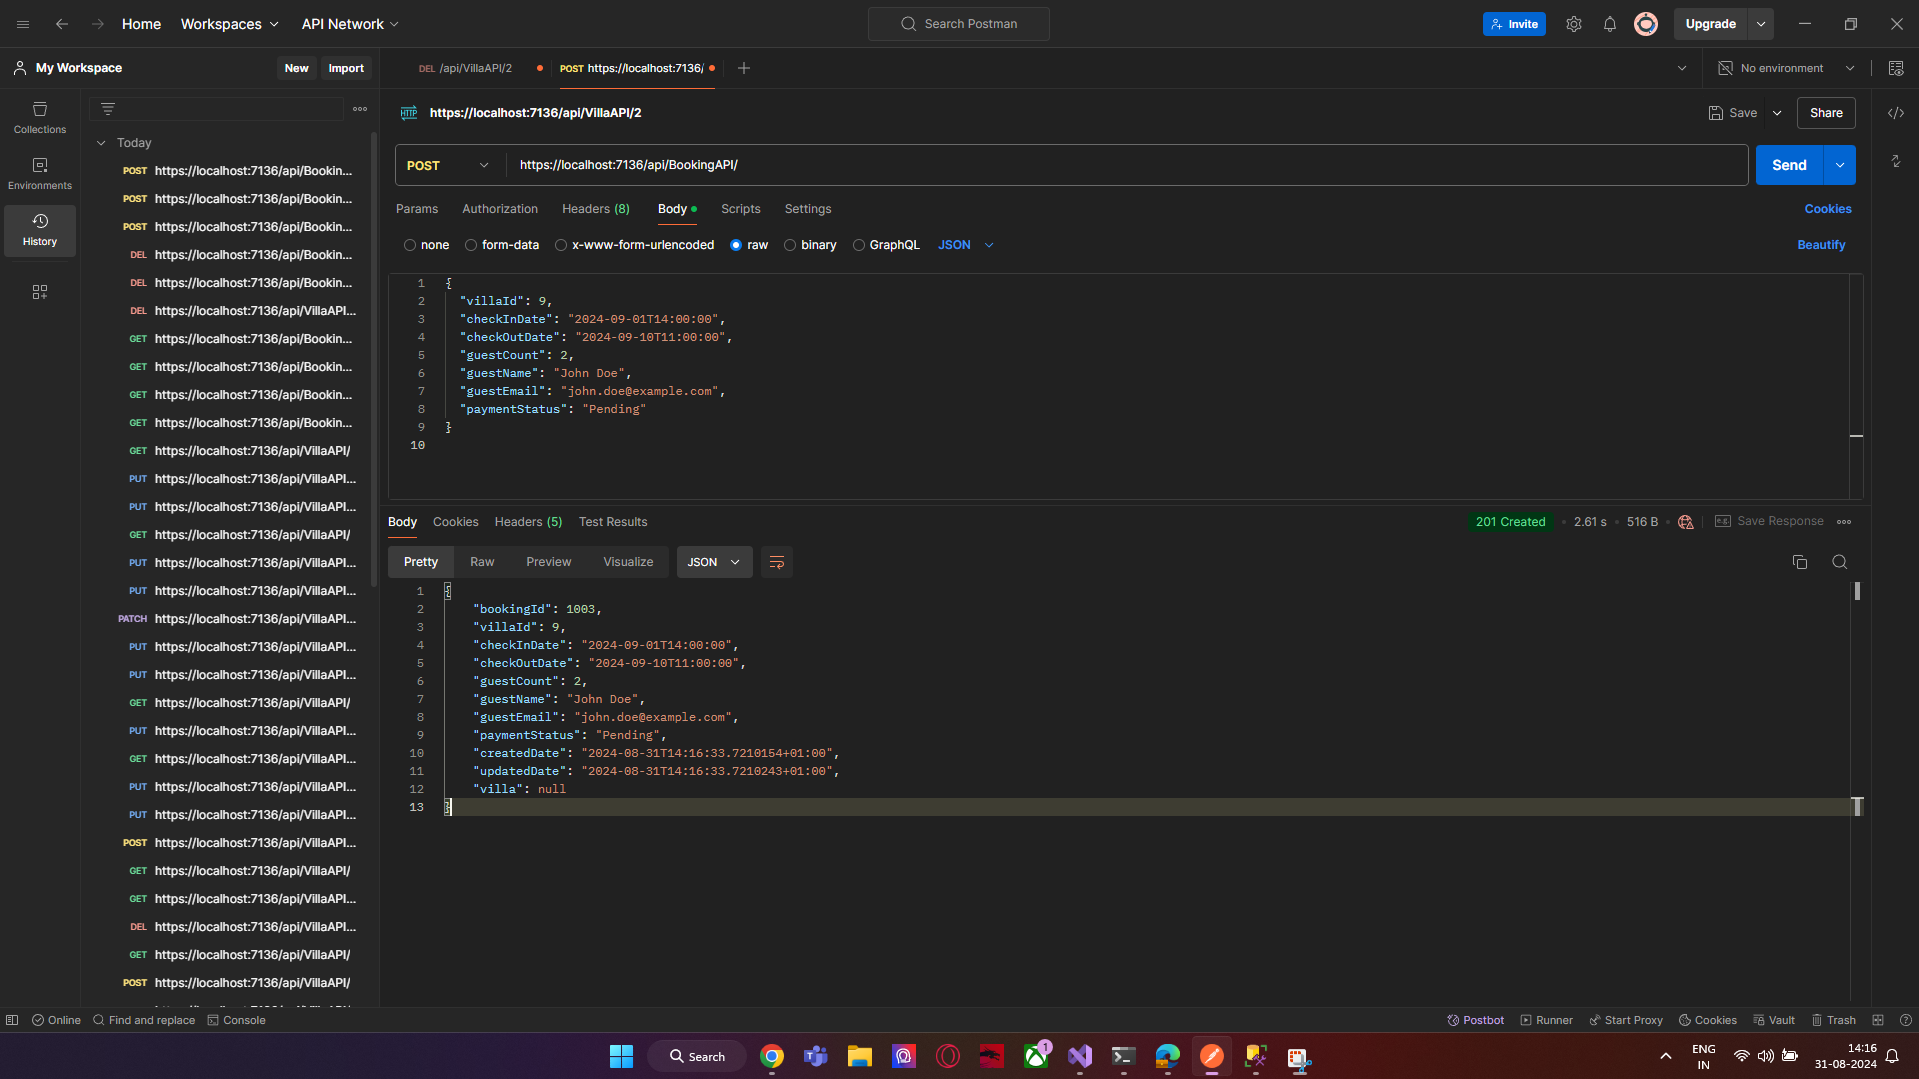 Home
Workspaces
API Network
Search Postman
Invite
Upgrade
My Workspace
New
Import
DEL /api/VillaAPI/2
POST https://localhost:7136/
No environment
Collections
Environments
History
Today
POST https://localhost:7136/api/Bookin...
POST https://localhost:7136/api/Bookin...
POST https://localhost:7136/api/Bookin...
DEL https://localhost:7136/api/Bookin...
DEL https://localhost:7136/api/Bookin...
DEL https://localhost:7136/api/VillaAPI...
GET https://localhost:7136/api/Bookin...
GET https://localhost:7136/api/Bookin...
GET https://localhost:7136/api/Bookin...
GET https://localhost:7136/api/Bookin...
GET https://localhost:7136/api/VillaAPI/
PUT https://localhost:7136/api/VillaAPI...
PUT https://localhost:7136/api/VillaAPI...
GET https://localhost:7136/api/VillaAPI/
PUT https://localhost:7136/api/VillaAPI...
PUT https://localhost:7136/api/VillaAPI...
PATCH https://localhost:7136/api/VillaAPI...
PUT https://localhost:7136/api/VillaAPI...
PUT https://localhost:7136/api/VillaAPI...
GET https://localhost:7136/api/VillaAPI/
PUT https://localhost:7136/api/VillaAPI...
GET https://localhost:7136/api/VillaAPI/
PUT https://localhost:7136/api/VillaAPI...
PUT https://localhost:7136/api/VillaAPI...
POST https://localhost:7136/api/VillaAPI...
GET https://localhost:7136/api/VillaAPI/
GET https://localhost:7136/api/VillaAPI...
DEL https://localhost:7136/api/VillaAPI...
GET https://localhost:7136/api/VillaAPI/
POST https://localhost:7136/api/VillaAPI/
HTTP https://localhost:7136/api/VillaAPI/2
Save
Share
POST
https://localhost:7136/api/BookingAPI/
Send
Params
Authorization
Headers (8)
Body
Scripts
Settings
Cookies
none
form-data
x-www-form-urlencoded
raw
binary
GraphQL
JSON
Beautify
1 {
2 "villaId": 9,
3 "checkInDate": "2024-09-01T14:00:00",
4 "checkOutDate": "2024-09-10T11:00:00",
5 "guestCount": 2,
6 "guestName": "John Doe",
7 "guestEmail": "john.doe@example.com",
8 "paymentStatus": "Pending"
9 }
10
Body
Cookies
Headers (5)
Test Results
201 Created
2.61 s
516 B
Save Response
Pretty
Raw
Preview
Visualize
JSON
1 {
2 "bookingId": 1003,
3 "villaId": 9,
4 "checkInDate": "2024-09-01T14:00:00",
5 "checkOutDate": "2024-09-10T11:00:00",
6 "guestCount": 2,
7 "guestName": "John Doe",
8 "guestEmail": "john.doe@example.com",
9 "paymentStatus": "Pending",
10 "createdDate": "2024-08-31T14:16:33.7210154+01:00",
11 "updatedDate": "2024-08-31T14:16:33.7210243+01:00",
12 "villa": null
13 }
Online
Find and replace
Console
Postbot
Runner
Start Proxy
Cookies
Vault
Trash
Search
1
ENG
IN
14:16
31-08-2024